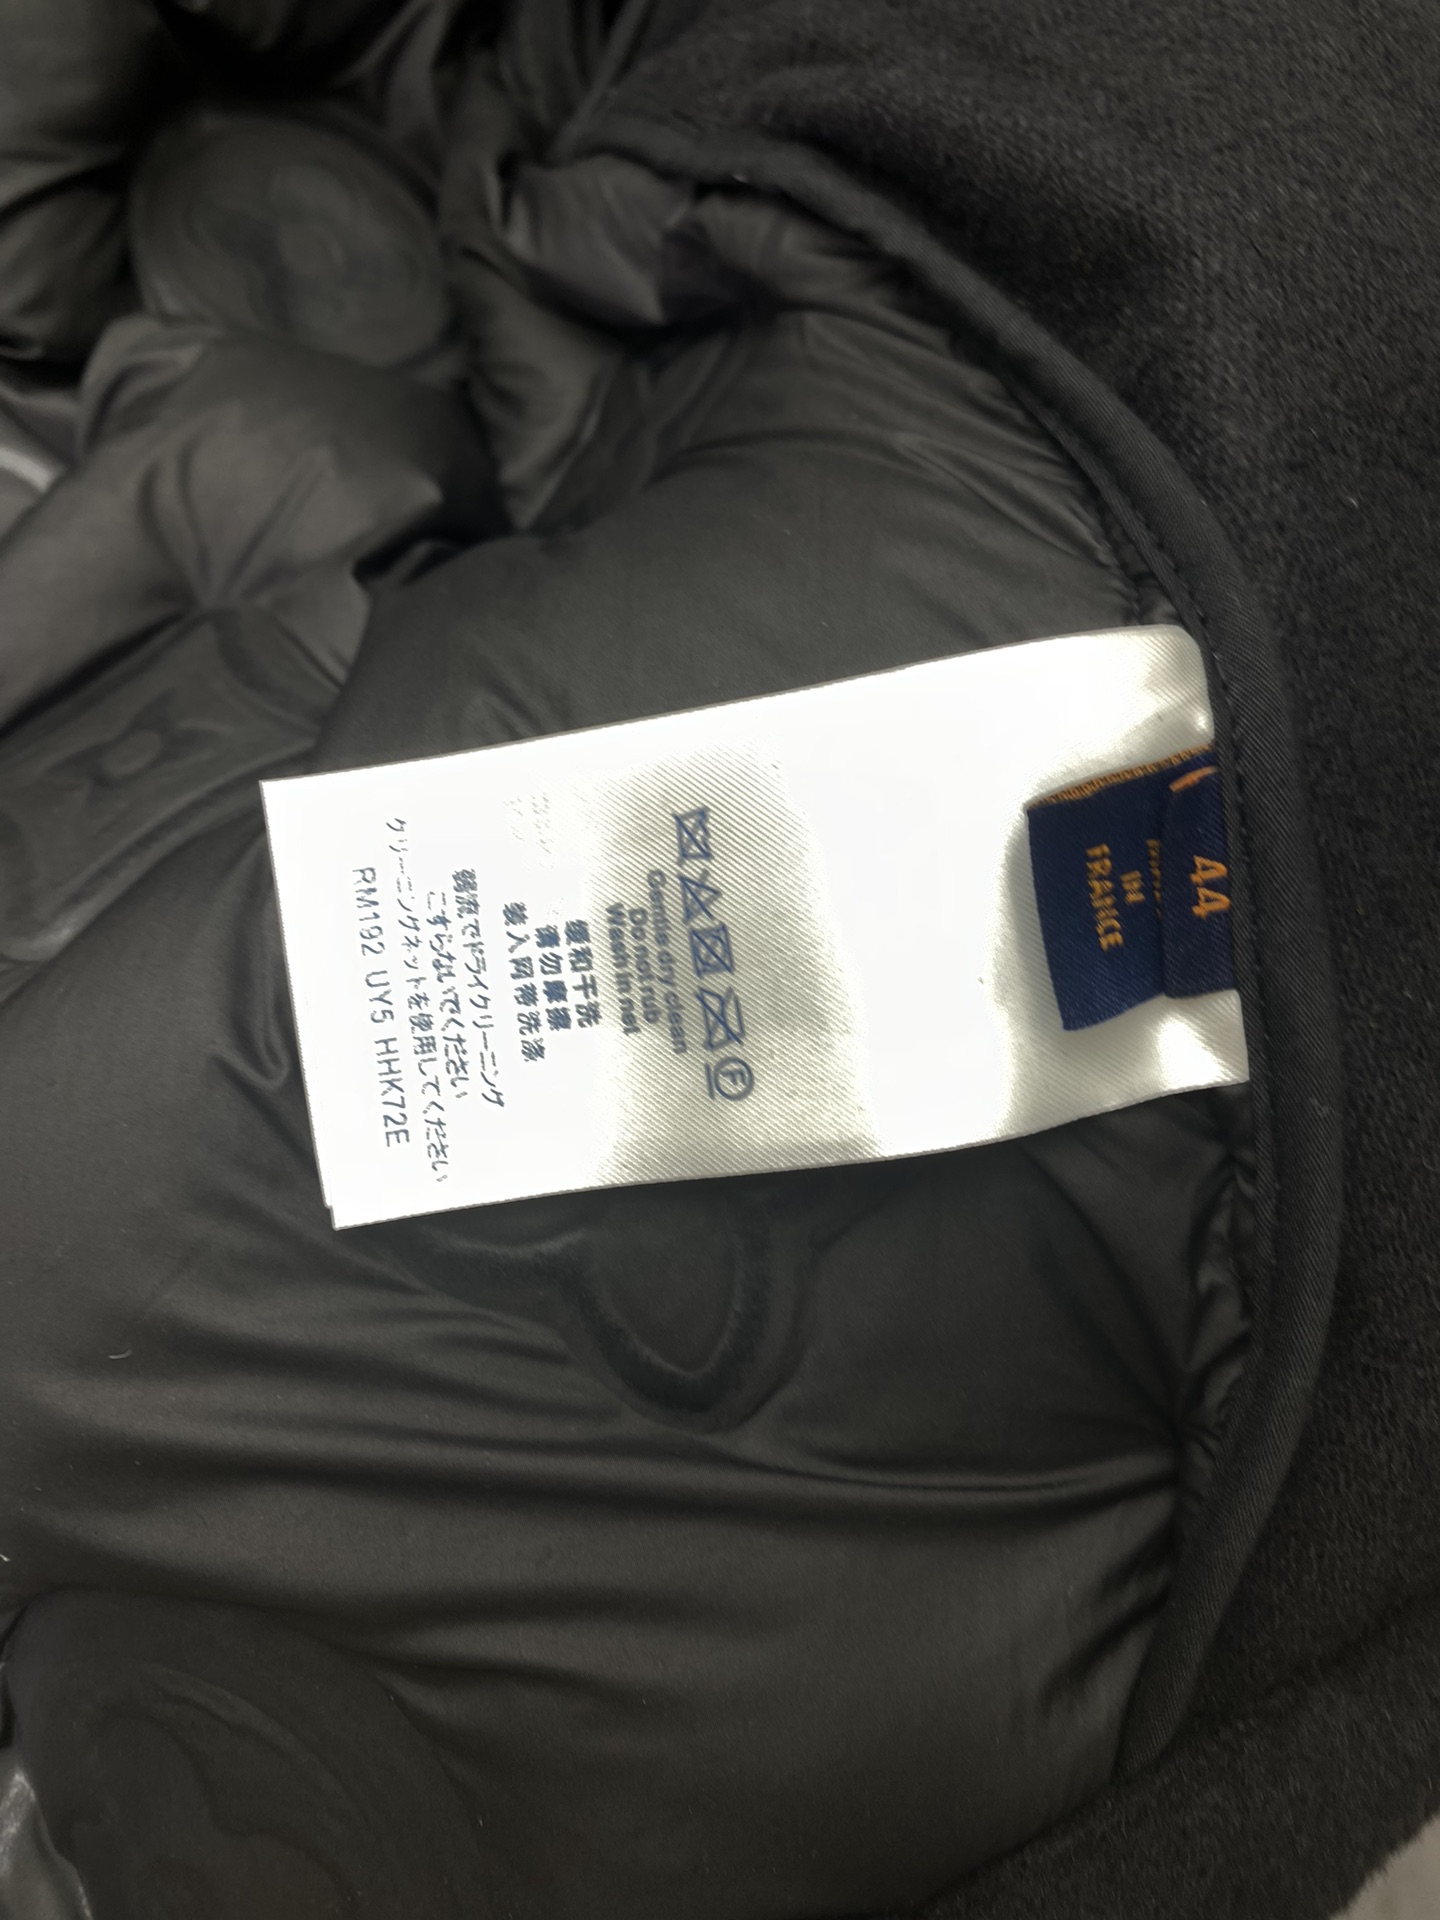 44
IN
FRANCE
F
Gentle dry clean
Do not rub
Wash in net
缓和干洗
请勿摩擦
装入网袋洗涤
弱流でドライクリーニング
こすらないでください
クリーニングネットを使用してください
RM192 UY5 HHK72E